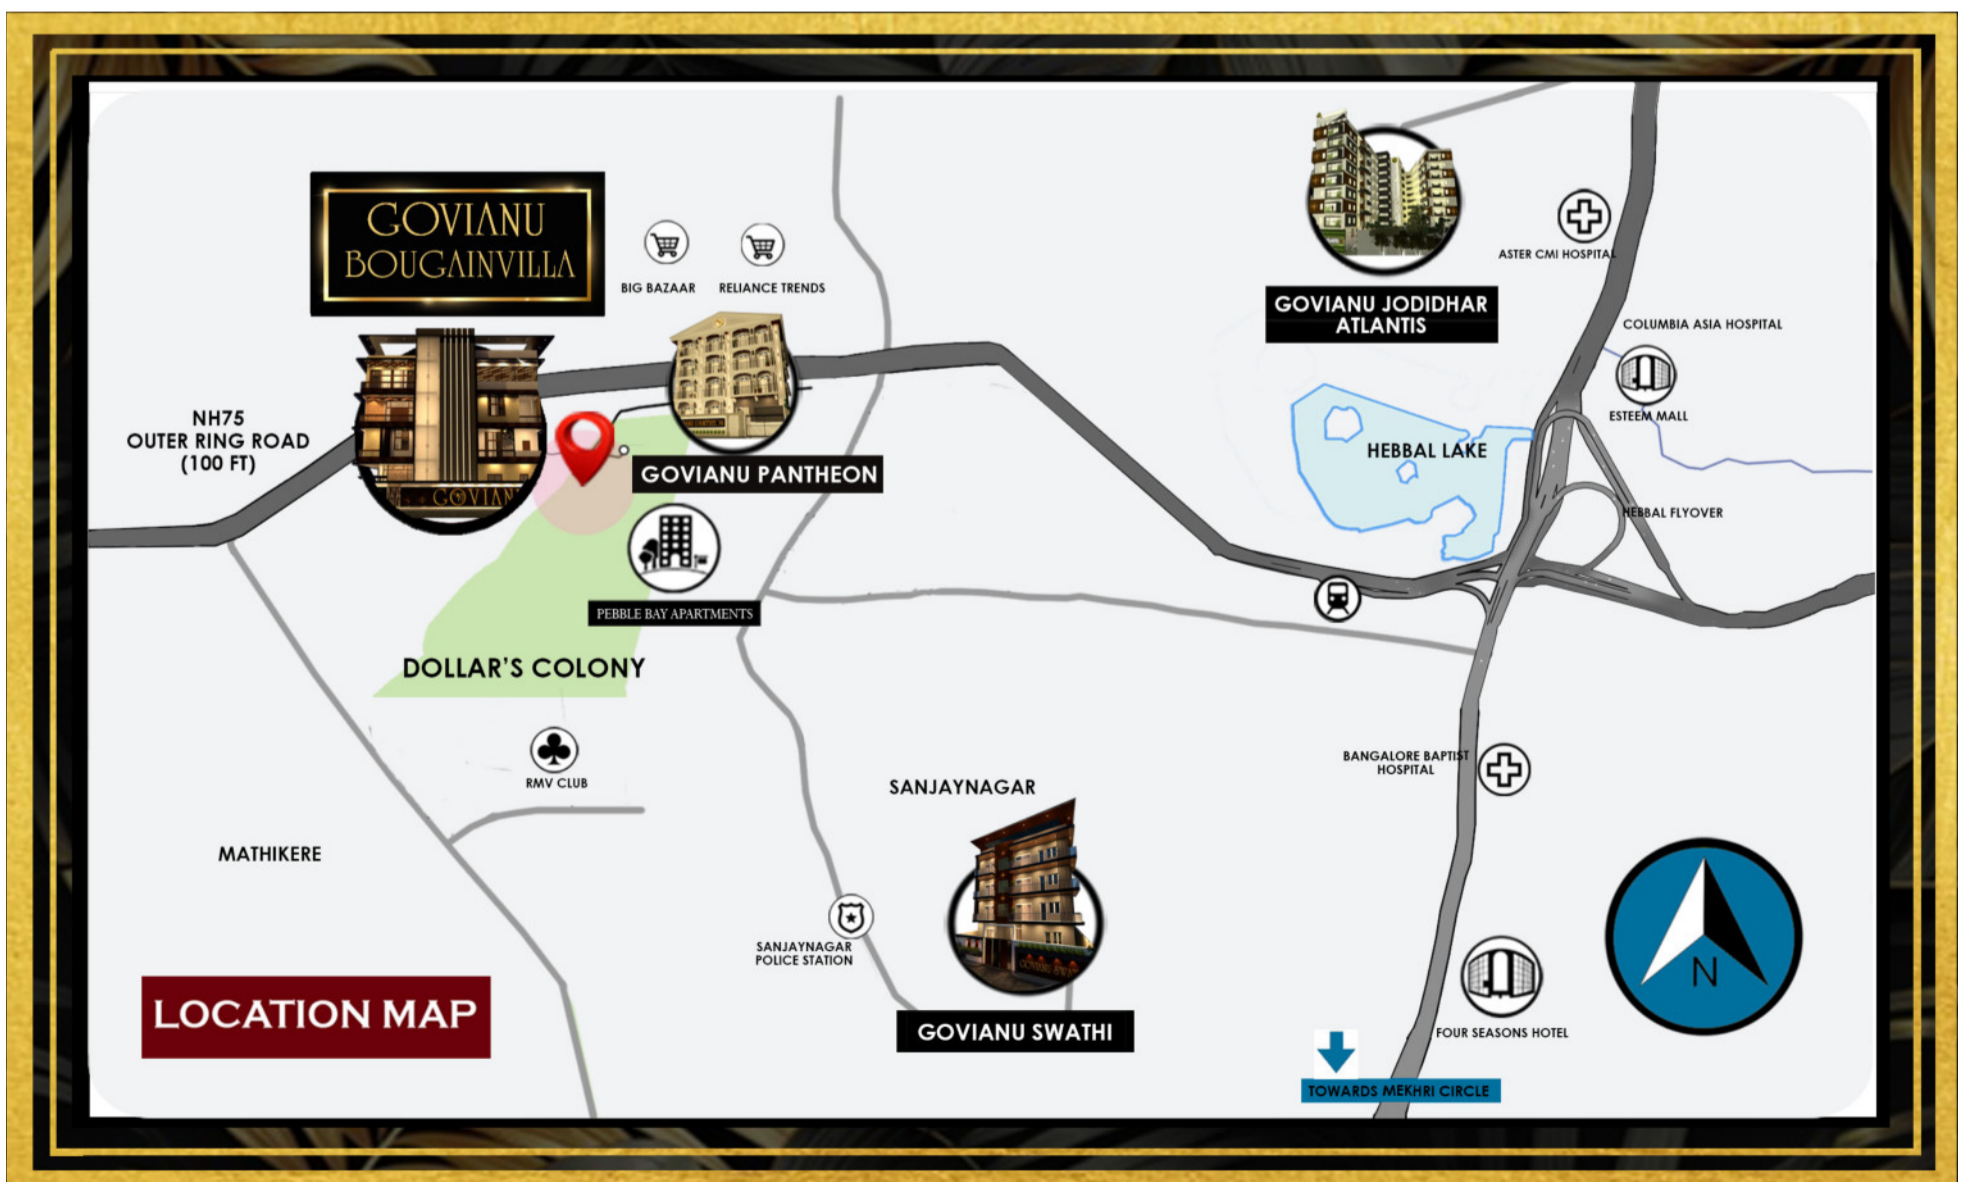 GOVIANU
BOUGAINVILLA
BIG BAZAAR
RELIANCE TRENDS
ASTER CMI HOSPITAL
GOVIANU JODIDHAR
ATLANTIS
COLUMBIA ASIA HOSPITAL
ESTEEM MALL
NH75
OUTER RING ROAD
(100 FT)
GOVIANU PANTHEON
HEBBAL LAKE
HEBBAL FLYOVER
PEBBLE BAY APARTMENTS
DOLLAR'S COLONY
RMV CLUB
BANGALORE BAPTIST
HOSPITAL
SANJAYNAGAR
MATHIKERE
SANJAYNAGAR
POLICE STATION
N
LOCATION MAP
GOVIANU SWATHI
FOUR SEASONS HOTEL
TOWARDS MEKHRI CIRCLE